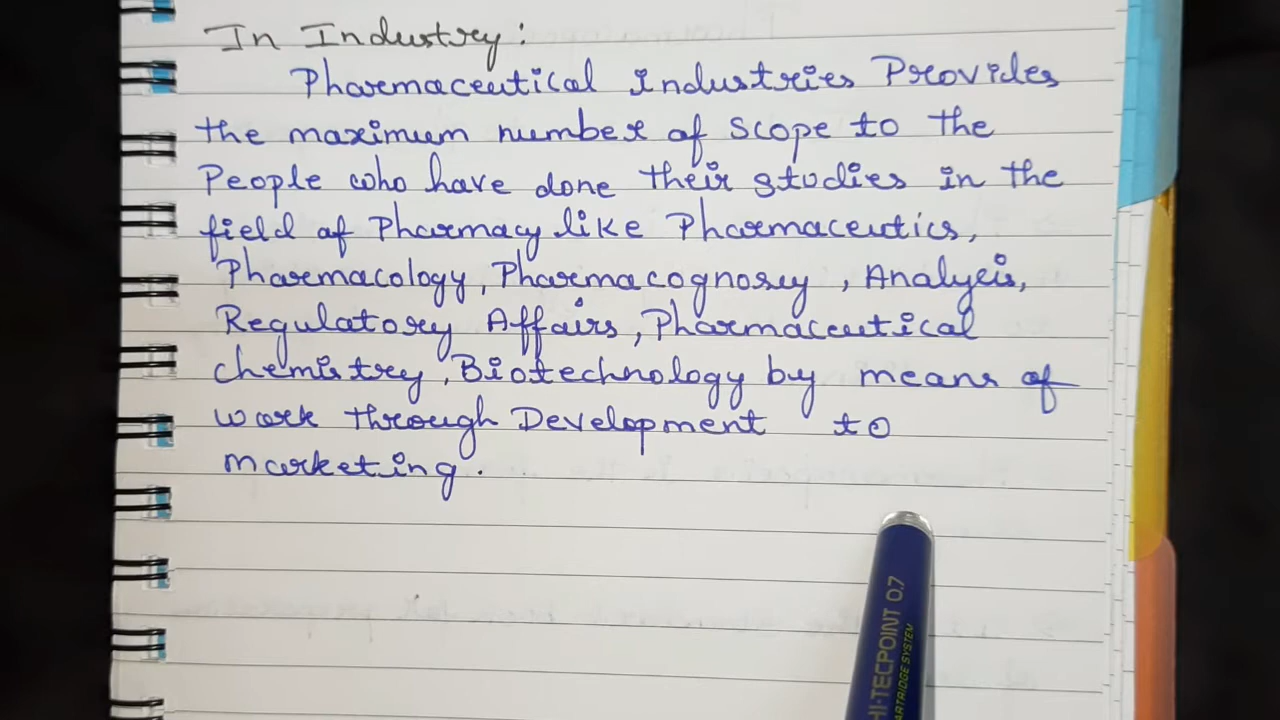 In Industry:
Pharmaceutical industries Provides
the maximum number of scope to the
People who have done their studies in the
field of Pharmacy like Pharmaceutics,
Pharmacology, Pharmacognosy, Analysis,
Regulatory Affairs, Pharmaceutical
chemistry, Biotechnology by means of
work through Development to
marketing.
HI-TECPOINT 0.7
CARTRIDGE SYSTEM